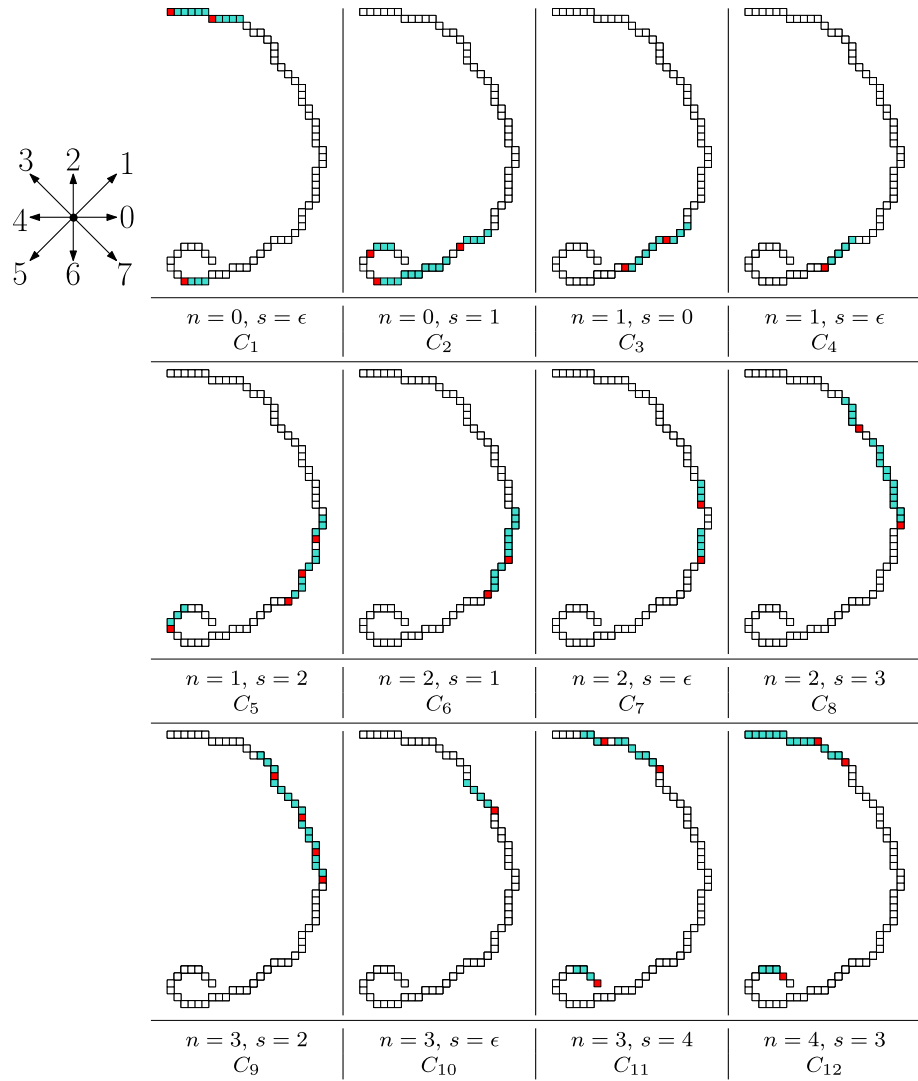 3 2 1
4 0
5 6 7
n = 0, s = ϵ n = 0, s = 1 n = 1, s = 0 n = 1, s = ϵ
C₁ C₂ C₃ C₄
n = 1, s = 2 n = 2, s = 1 n = 2, s = ϵ n = 2, s = 3
C₅ C₆ C₇ C₈
n = 3, s = 2 n = 3, s = ϵ n = 3, s = 4 n = 4, s = 3
C₉ C₁₀ C₁₁ C₁₂